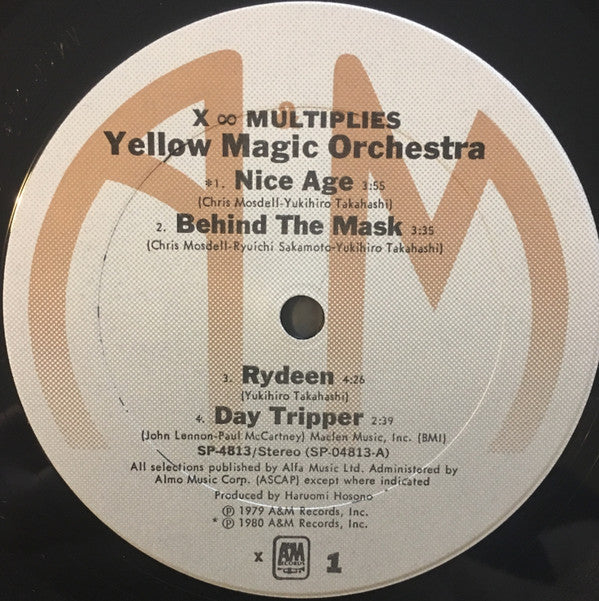 X ∞ MULTIPLIES
Yellow Magic Orchestra
*1. Nice Age 3:55
(Chris Mosdell-Yukihiro Takahashi)
2. Behind The Mask 3:35
(Chris Mosdell-Ryuichi Sakamoto-Yukihiro Takahashi)
3. Rydeen 4:26
(Yukihiro Takahashi)
4. Day Tripper 2:39
(John Lennon-Paul McCartney) Maclen Music, Inc. (BMI)
SP-4813/Stereo (SP-04813-A)
All selections published by Alfa Music Ltd. Administered by
Almo Music Corp. (ASCAP) except where indicated
Produced by Haruomi Hosono
℗ 1979 A&M Records, Inc.
* ℗ 1980 A&M Records, Inc.
x A&M RECORDS 1